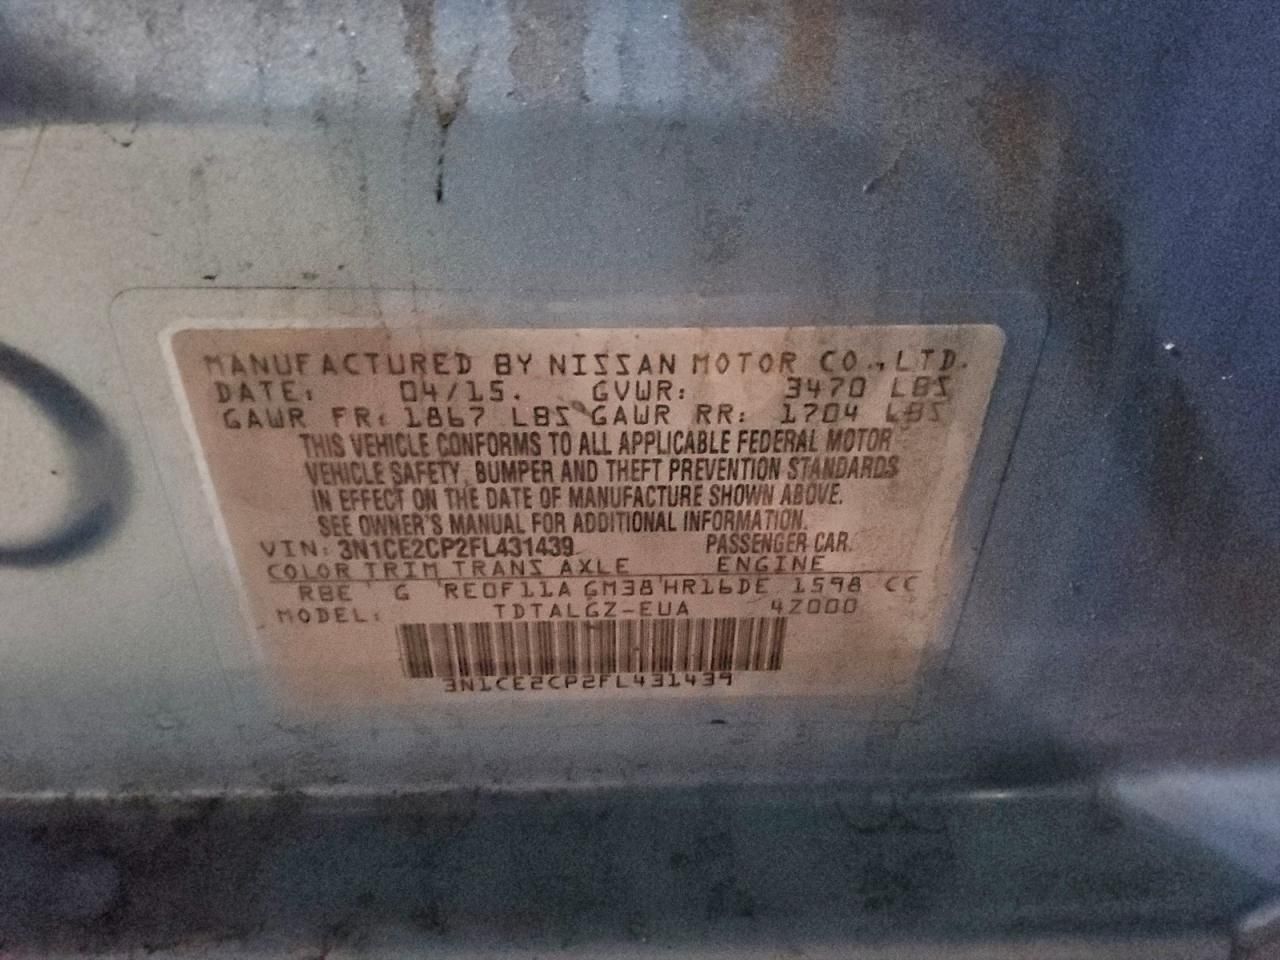 MANUFACTURED BY NISSAN MOTOR CO.,LTD.
DATE: 04/15. GVWR: 3470 LBS
GAWR FR: 1867 LBS GAWR RR: 1704 LBS
THIS VEHICLE CONFORMS TO ALL APPLICABLE FEDERAL MOTOR
VEHICLE SAFETY, BUMPER AND THEFT PREVENTION STANDARDS
IN EFFECT ON THE DATE OF MANUFACTURE SHOWN ABOVE.
SEE OWNER'S MANUAL FOR ADDITIONAL INFORMATION.
VIN: 3N1CE2CP2FL431439 PASSENGER CAR.
COLOR TRIM TRANS AXLE ENGINE
RBE G RE0F11A GM38 HR16DE 1598 CC
MODEL: TDTALGZ-EUA 4Z000
3N1CE2CP2FL431439